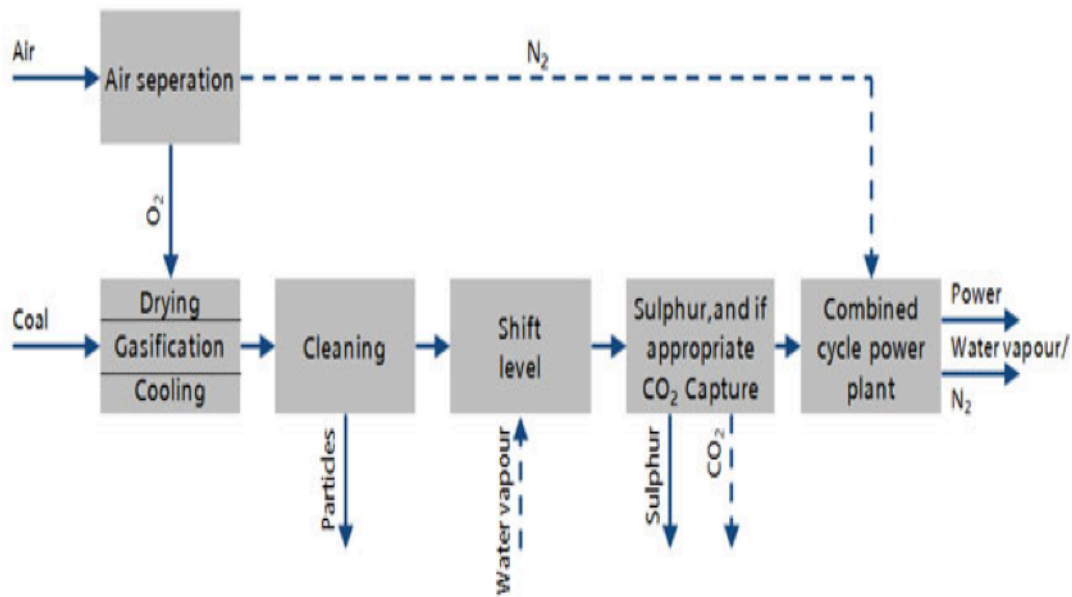 Air
Air seperation
N₂
O₂
Coal
Drying
Gasification
Cooling
Cleaning
Particles
Shift
level
Water vapour
Sulphur,and if
appropriate
CO₂ Capture
Sulphur
CO₂
Combined
cycle power
plant
Power
Water vapour/
N₂